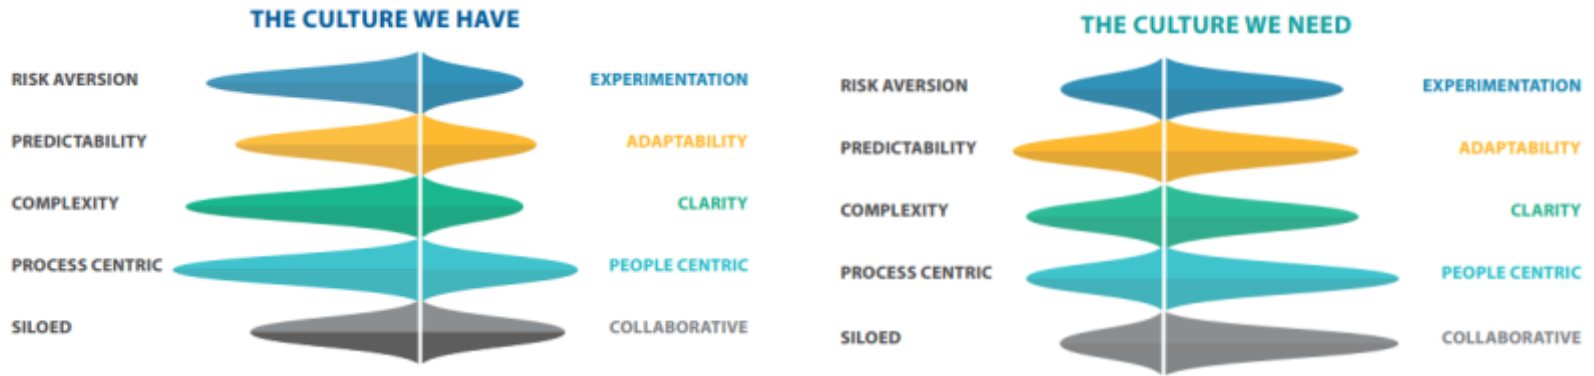 THE CULTURE WE HAVE
RISK AVERSION EXPERIMENTATION
PREDICTABILITY ADAPTABILITY
COMPLEXITY CLARITY
PROCESS CENTRIC PEOPLE CENTRIC
SILOED COLLABORATIVE
THE CULTURE WE NEED
RISK AVERSION EXPERIMENTATION
PREDICTABILITY ADAPTABILITY
COMPLEXITY CLARITY
PROCESS CENTRIC PEOPLE CENTRIC
SILOED COLLABORATIVE